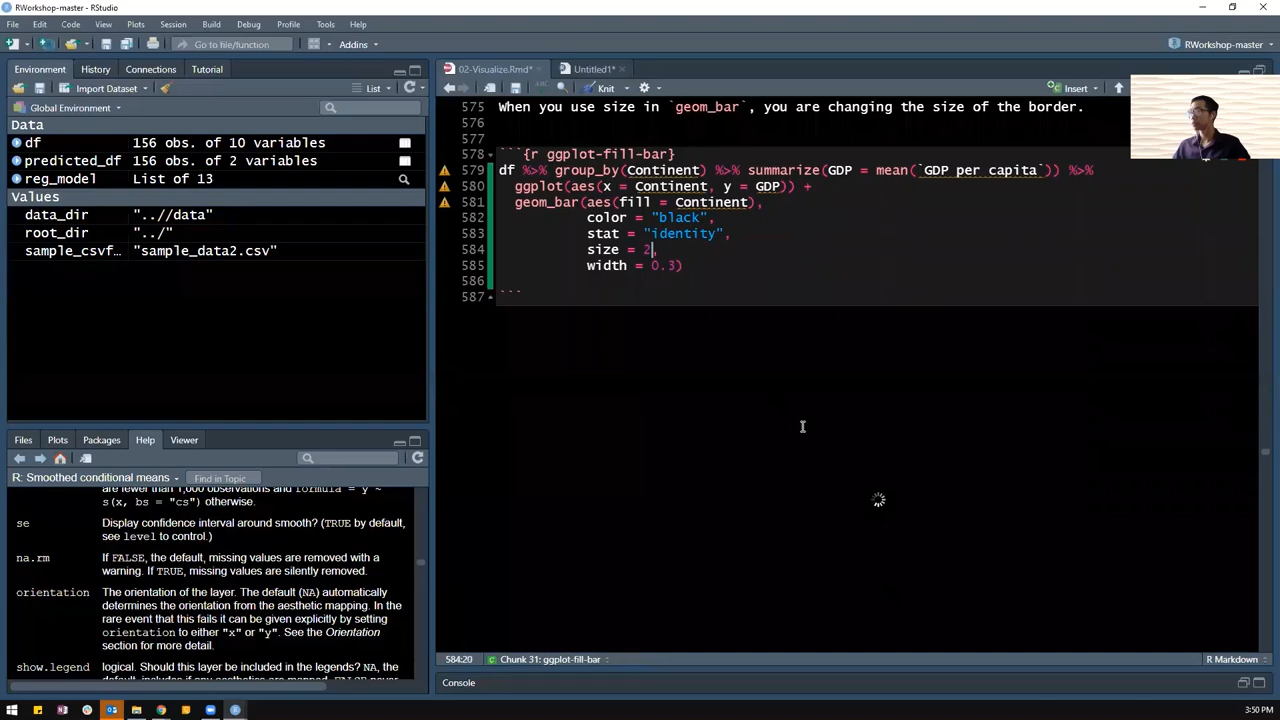 RWorkshop-master - RStudio
File Edit Code View Plots Session Build Debug Profile Tools Help
Go to file/function Addins RWorkshop-master
Environment History Connections Tutorial
Import Dataset List
Global Environment
Data
df 156 obs. of 10 variables
predicted_df 156 obs. of 2 variables
reg_model List of 13
Values
data_dir "..//data"
root_dir "../"
sample_csvf… "sample_data2.csv"
Files Plots Packages Help Viewer
R: Smoothed conditional means Find in Topic
are fewer than 1,000 observations and formula = y ~
s(x, bs = "cs") otherwise.
se Display confidence interval around smooth? (TRUE by default,
see level to control.)
na.rm If FALSE, the default, missing values are removed with a
warning. If TRUE, missing values are silently removed.
orientation The orientation of the layer. The default (NA) automatically
determines the orientation from the aesthetic mapping. In the
rare event that this fails it can be given explicitly by setting
orientation to either "x" or "y". See the Orientation
section for more detail.
show.legend logical. Should this layer be included in the legends? NA, the
default, includes if any aesthetics are mapped. FALSE never
02-Visualize.Rmd* Untitled1*
Knit Insert
575 When you use size in `geom_bar`, you are changing the size of the border.
576
577
578 ```{r ggplot-fill-bar}
579 df %>% group_by(Continent) %>% summarize(GDP = mean(`GDP per capita`)) %>%
580 ggplot(aes(x = Continent, y = GDP)) +
581 geom_bar(aes(fill = Continent),
582 color = "black",
583 stat = "identity",
584 size = 2,
585 width = 0.3)
586
587 ```
584:20 Chunk 31: ggplot-fill-bar R Markdown
Console
3:50 PM